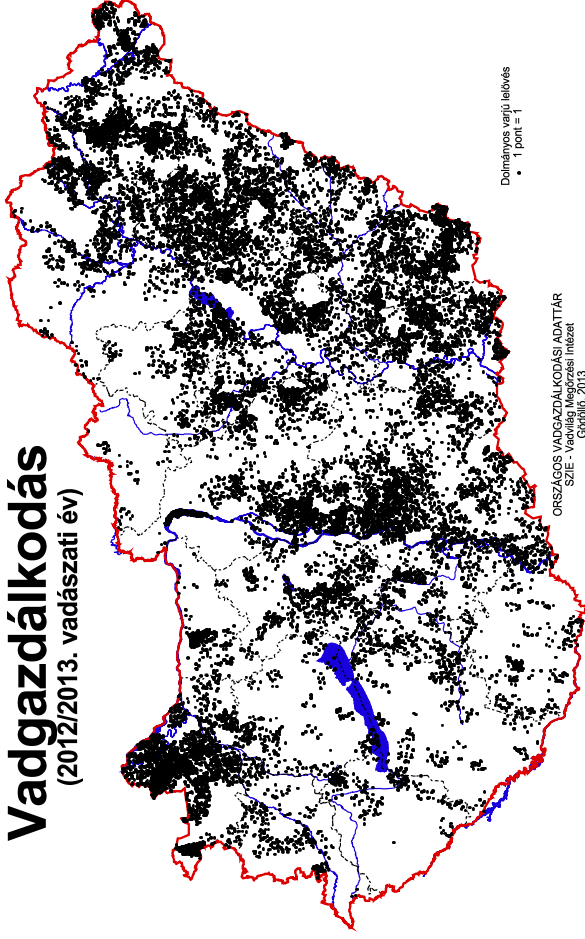 Vadgazdálkodás
(2012/2013. vadászati év)
Dolmányos varjú lelövés
• 1 pont = 1
ORSZÁGOS VADGAZDÁLKODÁSI ADATTÁR
SZIE - Vadvilág Megőrzési Intézet
Gödöllő, 2013